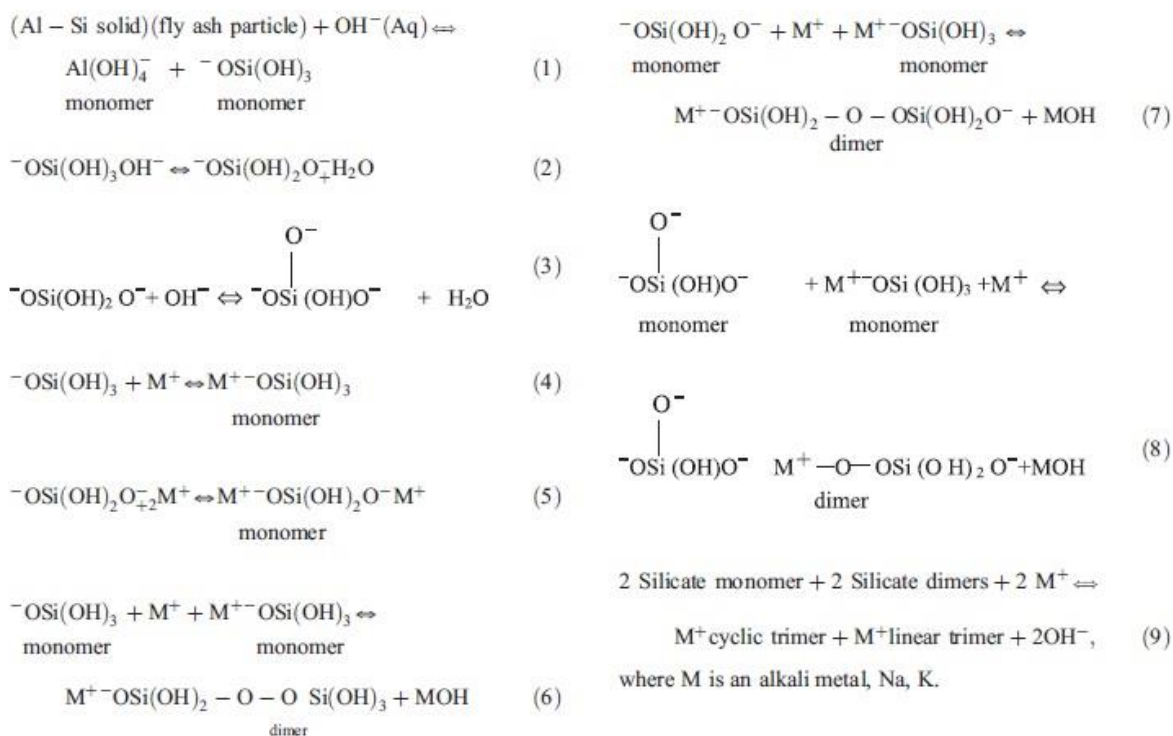 (Al – Si solid)(fly ash particle) + OH⁻(Aq) ⇔
Al(OH)₄⁻ + ⁻OSi(OH)₃ (1)
monomer monomer
⁻OSi(OH)₃OH⁻ ⇔ ⁻OSi(OH)₂O⁻₊H₂O (2)
O⁻
|
⁻OSi(OH)₂ O⁻+ OH⁻ ⇔ ⁻OSi (OH)O⁻ + H₂O (3)
⁻OSi(OH)₃ + M⁺ ⇔ M⁺⁻OSi(OH)₃ (4)
monomer
⁻OSi(OH)₂O⁻₊₂M⁺ ⇔ M⁺⁻OSi(OH)₂O⁻M⁺ (5)
monomer
⁻OSi(OH)₃ + M⁺ + M⁺⁻OSi(OH)₃ ⇔
monomer monomer
M⁺⁻OSi(OH)₂ – O – O Si(OH)₃ + MOH (6)
dimer
⁻OSi(OH)₂ O⁻ + M⁺ + M⁺⁻OSi(OH)₃ ⇔
monomer monomer
M⁺⁻OSi(OH)₂ – O – OSi(OH)₂O⁻ + MOH (7)
dimer
O⁻
|
⁻OSi (OH)O⁻ + M⁺⁻OSi (OH)₃ +M⁺ ⇔
monomer monomer
O⁻
|
⁻OSi (OH)O⁻ M⁺ –O– OSi (O H)₂ O⁻+MOH (8)
dimer
2 Silicate monomer + 2 Silicate dimers + 2 M⁺ ⇔
M⁺cyclic trimer + M⁺linear trimer + 2OH⁻, (9)
where M is an alkali metal, Na, K.